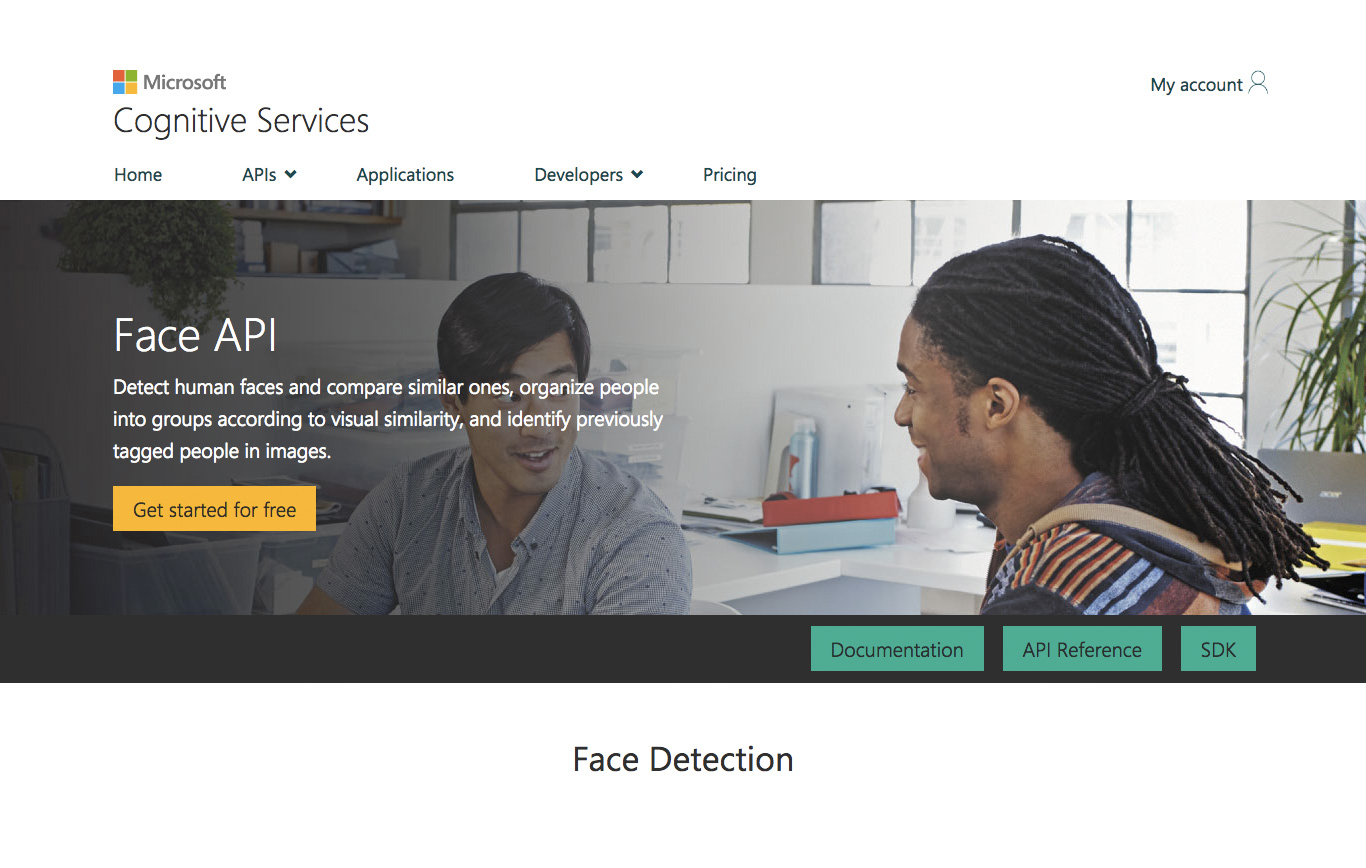 Microsoft
My account
Cognitive Services
Home APIs Applications Developers Pricing
Face API
Detect human faces and compare similar ones, organize people
into groups according to visual similarity, and identify previously
tagged people in images.
Get started for free
acer
Documentation API Reference SDK
Face Detection